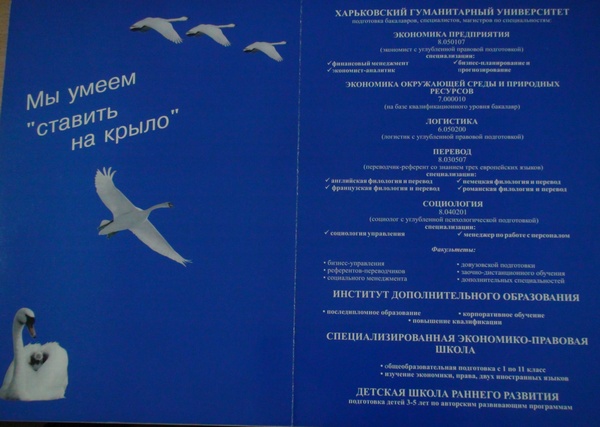 Мы умеем
"ставить
на крыло"
ХАРЬКОВСКИЙ ГУМАНИТАРНЫЙ УНИВЕРСИТЕТ
подготовка бакалавров, специалистов, магистров по специальностям:
ЭКОНОМИКА ПРЕДПРИЯТИЯ
8.050107
(экономист с углубленной правовой подготовкой)
специализации:
✓ финансовый менеджмент ✓ бизнес-планирование и
✓ экономист-аналитик прогнозирование
ЭКОНОМИКА ОКРУЖАЮЩЕЙ СРЕДЫ И ПРИРОДНЫХ
РЕСУРСОВ
7.000010
(на базе квалификационного уровня бакалавр)
ЛОГИСТИКА
6.050200
(логистик с углубленной правовой подготовкой)
ПЕРЕВОД
8.030507
(переводчик-референт со знанием трех европейских языков)
специализации:
✓ английская филология и перевод ✓ немецкая филология и перевод
✓ французская филология и перевод ✓ романская филология и перевод
СОЦИОЛОГИЯ
8.040201
(социолог с углубленной психологической подготовкой)
специализации:
✓ социология управления ✓ менеджер по работе с персоналом
Факультеты:
• бизнес-управления • довузовской подготовки
• референтов-переводчиков • заочно-дистанционного обучения
• социального менеджмента • дополнительных специальностей
ИНСТИТУТ ДОПОЛНИТЕЛЬНОГО ОБРАЗОВАНИЯ
• последипломное образование • корпоративное обучение
• повышение квалификации
СПЕЦИАЛИЗИРОВАННАЯ ЭКОНОМИКО-ПРАВОВАЯ
ШКОЛА
• общеобразовательная подготовка с 1 по 11 класс
• изучение экономики, права, двух иностранных языков
ДЕТСКАЯ ШКОЛА РАННЕГО РАЗВИТИЯ
подготовка детей 3-5 лет по авторским развивающим программам